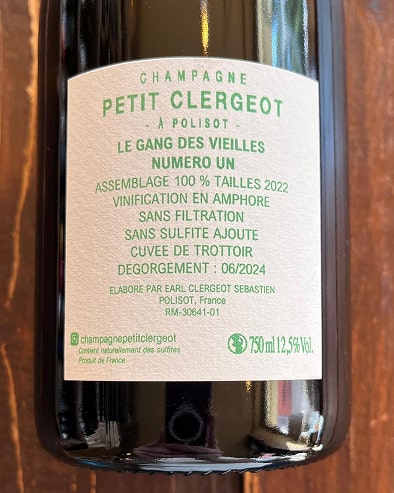 CHAMPAGNE
PETIT CLERGEOT
- À POLISOT -
LE GANG DES VIEILLES
NUMERO UN
ASSEMBLAGE 100 % TAILLES 2022
VINIFICATION EN AMPHORE
SANS FILTRATION
SANS SULFITE AJOUTE
CUVEE DE TROTTOIR
DEGORGEMENT : 06/2024
ELABORE PAR EARL CLERGEOT SEBASTIEN
POLISOT, France
RM-30641-01
champagnepetitclergeot
Contient naturellement des sulfites
Produit de France
750 ml 12,5% Vol.